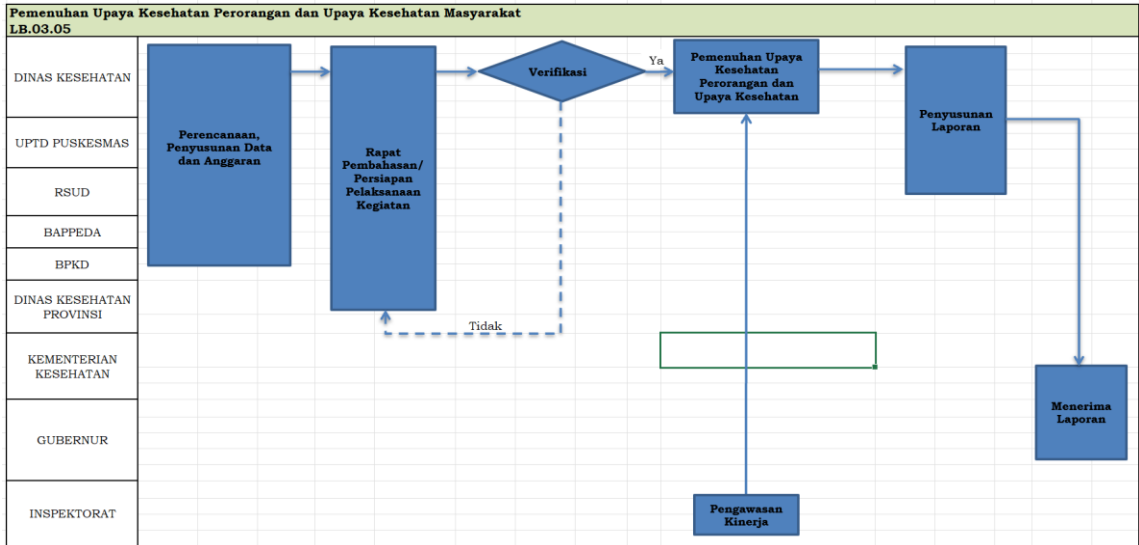 Pemenuhan Upaya Kesehatan Perorangan dan Upaya Kesehatan Masyarakat
LB.03.05
DINAS KESEHATAN
UPTD PUSKESMAS
RSUD
BAPPEDA
BPKD
DINAS KESEHATAN
PROVINSI
KEMENTERIAN
KESEHATAN
GUBERNUR
INSPEKTORAT
Perencanaan,
Penyusunan Data
dan Anggaran
Rapat
Pembahasan/
Persiapan
Pelaksanaan
Kegiatan
Verifikasi
Ya
Tidak
Pemenuhan Upaya
Kesehatan
Perorangan dan
Upaya Kesehatan
Penyusunan
Laporan
Menerima
Laporan
Pengawasan
Kinerja